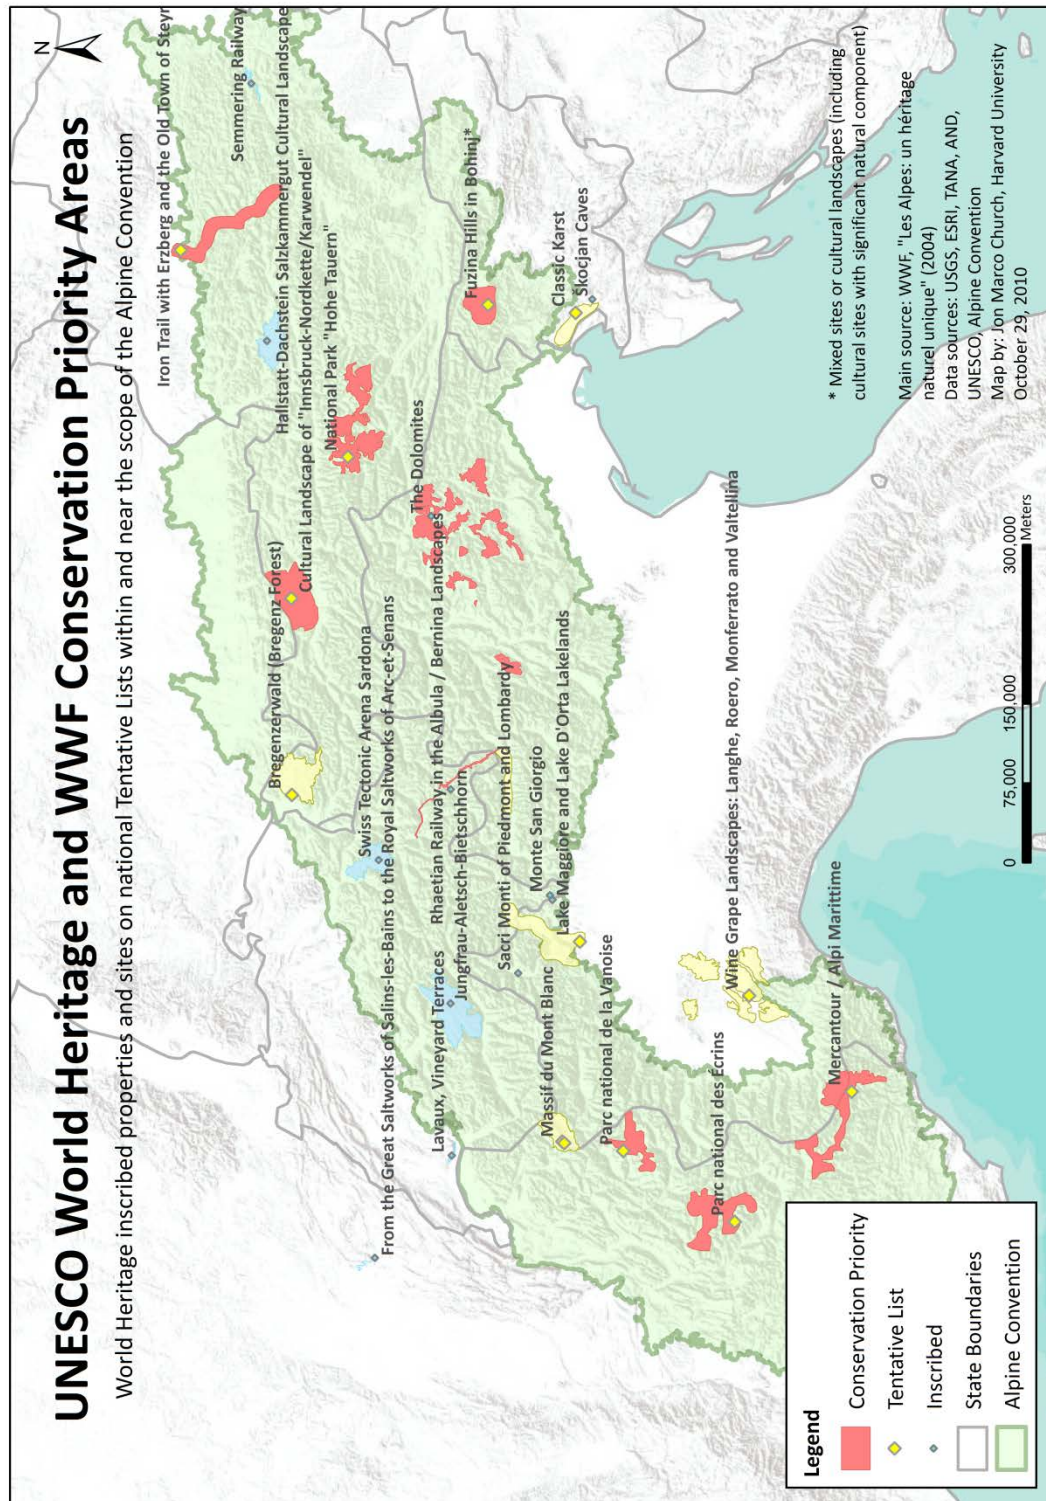 UNESCO World Heritage and WWF Conservation Priority Areas
World Heritage inscribed properties and sites on national Tentative Lists within and near the scope of the Alpine Convention
N
Iron Trail with Erzberg and the Old Town of Steyr
Semmering Railway
Hallstatt-Dachstein Salzkammergut Cultural Landscape
Cultural Landscape of "Innsbruck-Nordkette/Karwendel"
National Park "Hohe Tauern"
Bregenzerwald (Bregenz Forest)
Fuzina Hills in Bohinj*
The Dolomites
Swiss Tectonic Arena Sardona
From the Great Saltworks of Salins-les-Bains to the Royal Saltworks of Arc-et-Senans
Rhaetian Railway in the Albula / Bernina Landscapes
Lavaux, Vineyard Terraces
Jungfrau-Aletsch-Bietschhorn
Sacri Monti of Piedmont and Lombardy
Monte San Giorgio
Lake Maggiore and Lake D'Orta Lakelands
Classic Karst
Škocjan Caves
Massif du Mont Blanc
Parc national de la Vanoise
Parc national des Écrins
Wine Grape Landscapes: Langhe, Roero, Monferrato and Valtellina
Mercantour / Alpi Marittime
Legend
Conservation Priority
Tentative List
Inscribed
State Boundaries
Alpine Convention
0
75,000
150,000
300,000
Meters
* Mixed sites or cultural landscapes (including
cultural sites with significant natural component)
Main source: WWF, "Les Alpes: un héritage
naturel unique" (2004)
Data sources: USGS, ESRI, TANA, AND,
UNESCO, Alpine Convention
Map by: Jon Marco Church, Harvard University
October 29, 2010